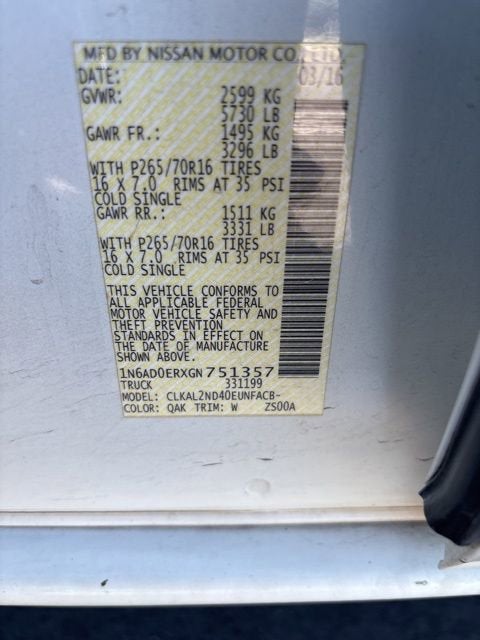 MFD BY NISSAN MOTOR CO., LTD.
DATE: 03/16
GVWR: 2599 KG
5730 LB
GAWR FR.: 1495 KG
3296 LB
WITH P265/70R16 TIRES
16 X 7.0 RIMS AT 35 PSI
COLD SINGLE
GAWR RR.: 1511 KG
3331 LB
WITH P265/70R16 TIRES
16 X 7.0 RIMS AT 35 PSI
COLD SINGLE
THIS VEHICLE CONFORMS TO
ALL APPLICABLE FEDERAL
MOTOR VEHICLE SAFETY AND
THEFT PREVENTION
STANDARDS IN EFFECT ON
THE DATE OF MANUFACTURE
SHOWN ABOVE.
1N6AD0ERXGN751357
TRUCK 331199
MODEL: CLKAL2ND40EUNFACB-
COLOR: QAK TRIM: W ZS00A